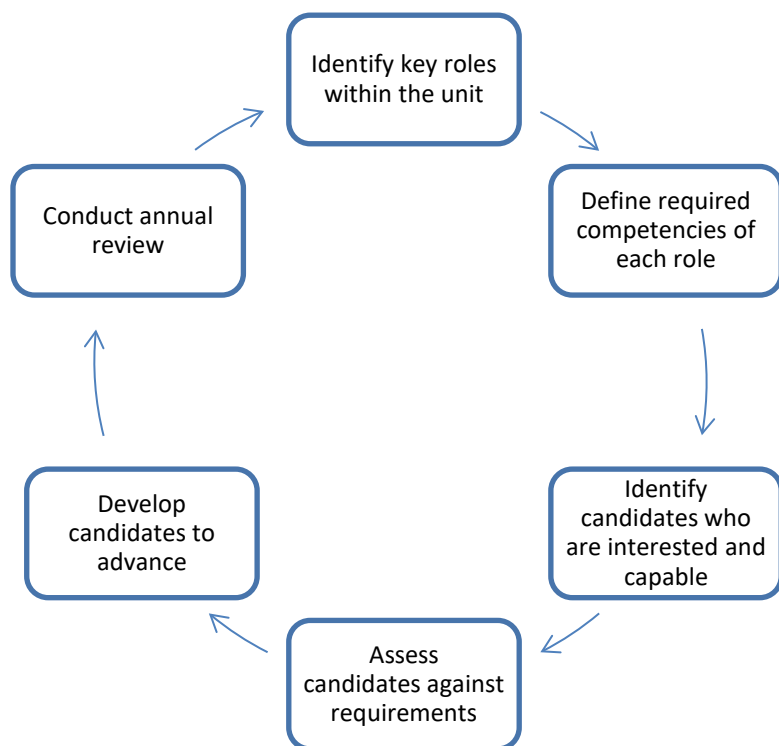 Identify key roles
within the unit
Define required
competencies of
each role
Identify
candidates who
are interested and
capable
Assess
candidates against
requirements
Develop
candidates to
advance
Conduct annual
review